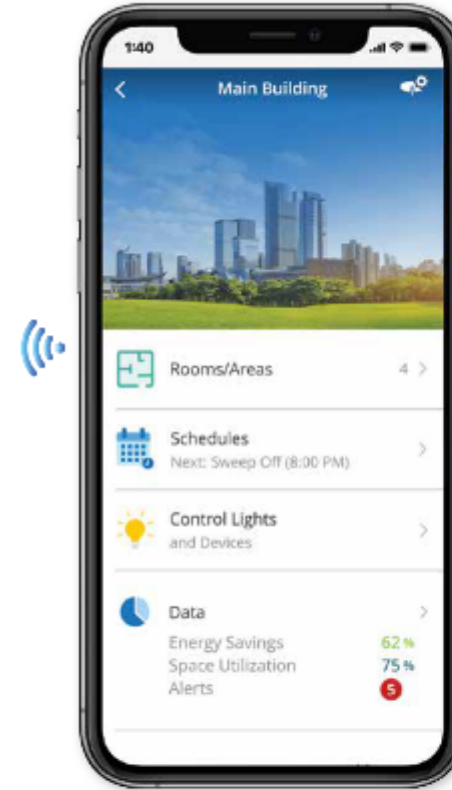 1:40
Main Building
Rooms/Areas 4
Schedules
Next: Sweep Off (8:00 PM)
Control Lights
and Devices
Data
Energy Savings 62%
Space Utilization 75%
Alerts 5